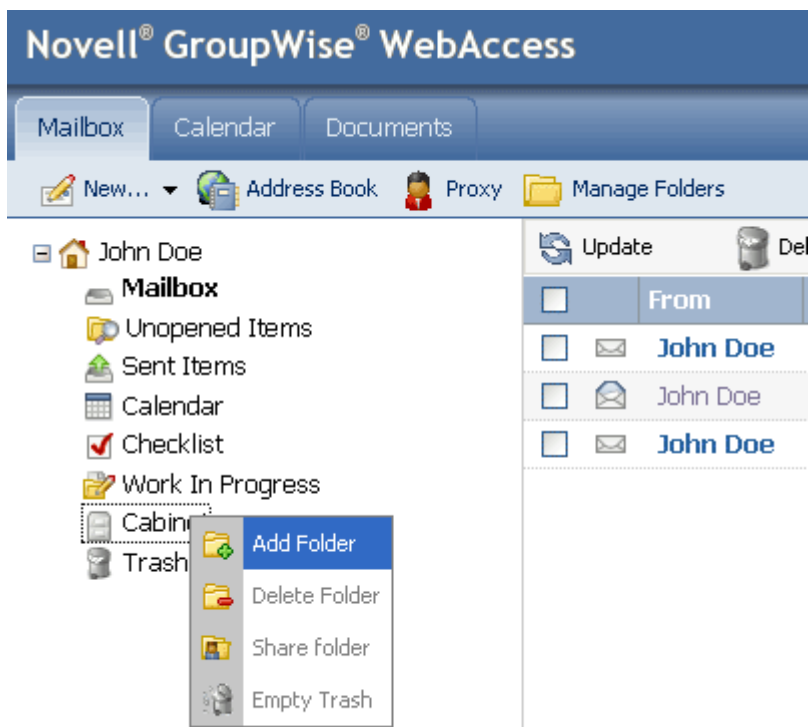 Novell® GroupWise® WebAccess
Mailbox Calendar Documents
New... Address Book Proxy Manage Folders
John Doe
Mailbox
Unopened Items
Sent Items
Calendar
Checklist
Work In Progress
Cabinet
Trash
Add Folder
Delete Folder
Share folder
Empty Trash
Update Del
From
John Doe
John Doe
John Doe